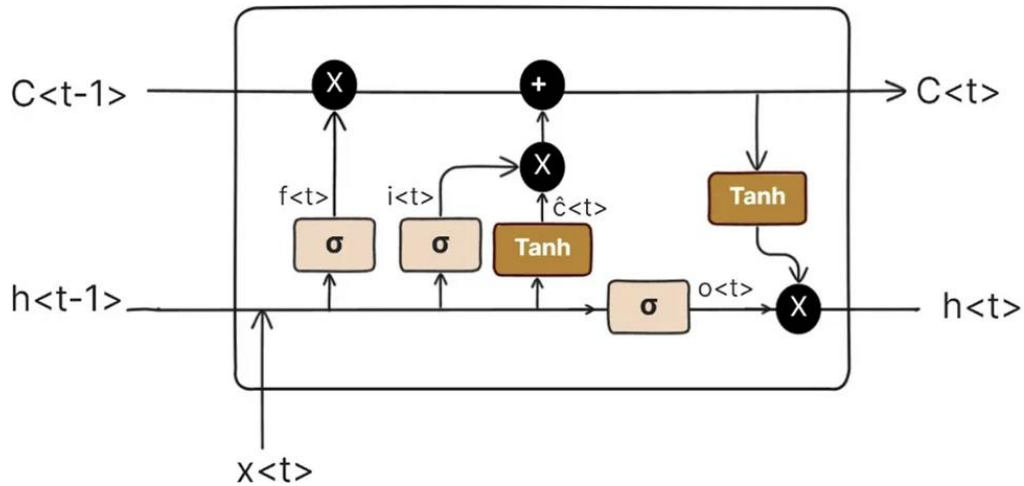 C<t-1>
X
+
C<t>
X
f<t>
i<t>
ĉ<t>
Tanh
σ
σ
Tanh
h<t-1>
σ
o<t>
X
h<t>
x<t>